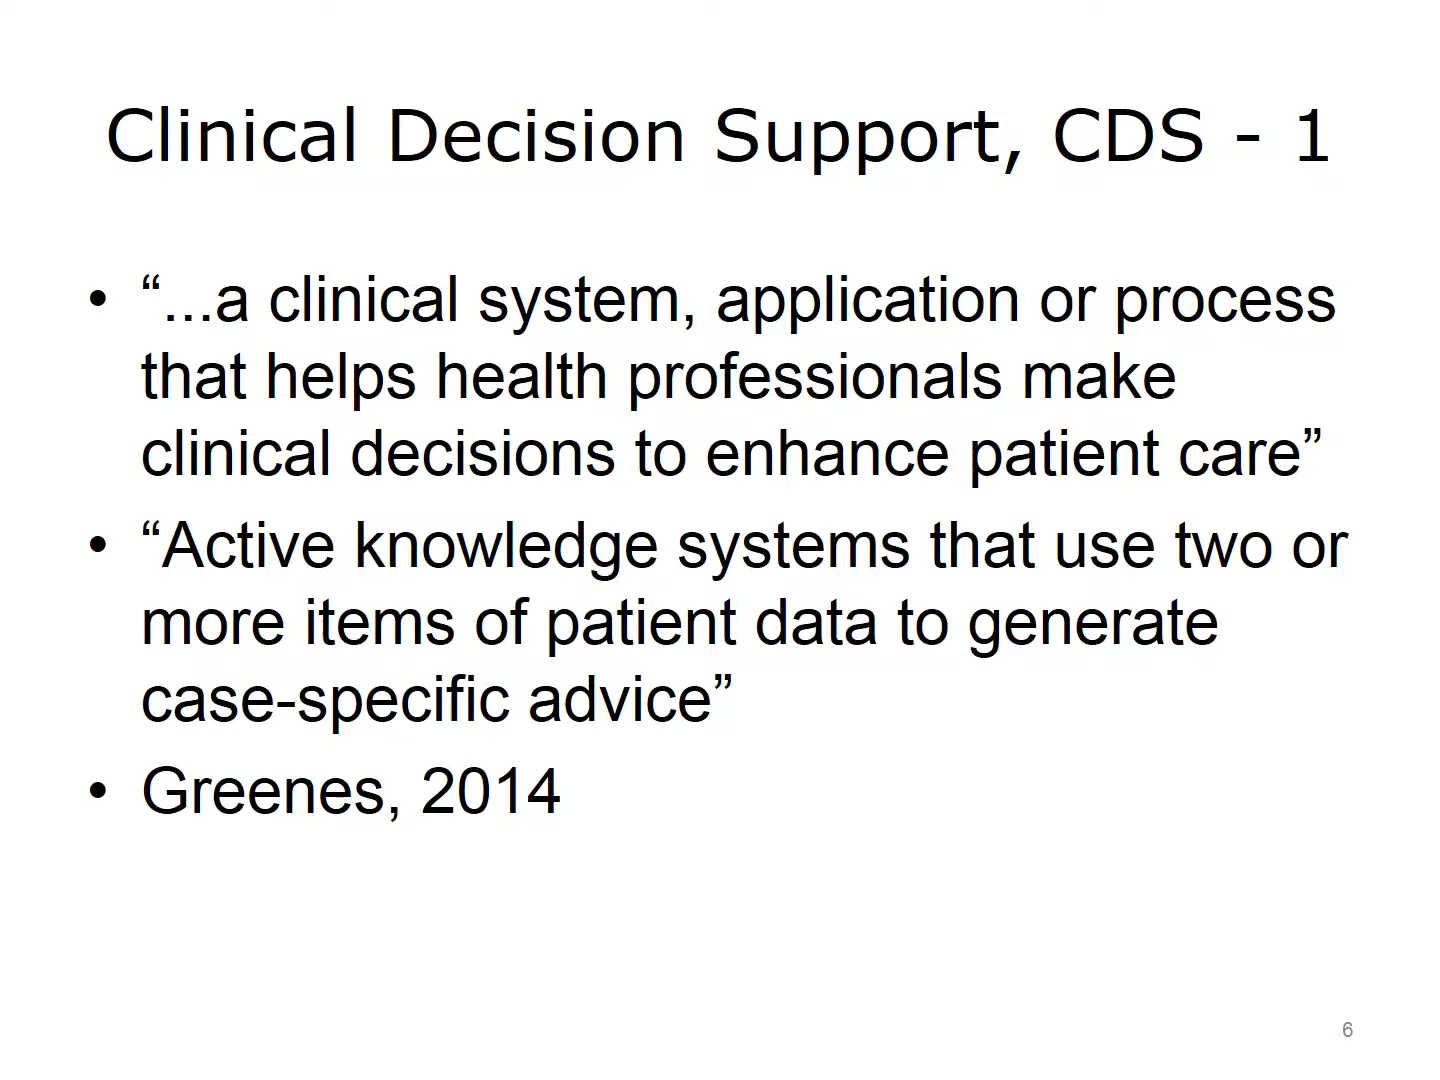 Clinical Decision Support, CDS - 1
• “...a clinical system, application or process
that helps health professionals make
clinical decisions to enhance patient care”
• “Active knowledge systems that use two or
more items of patient data to generate
case-specific advice”
• Greenes, 2014
6